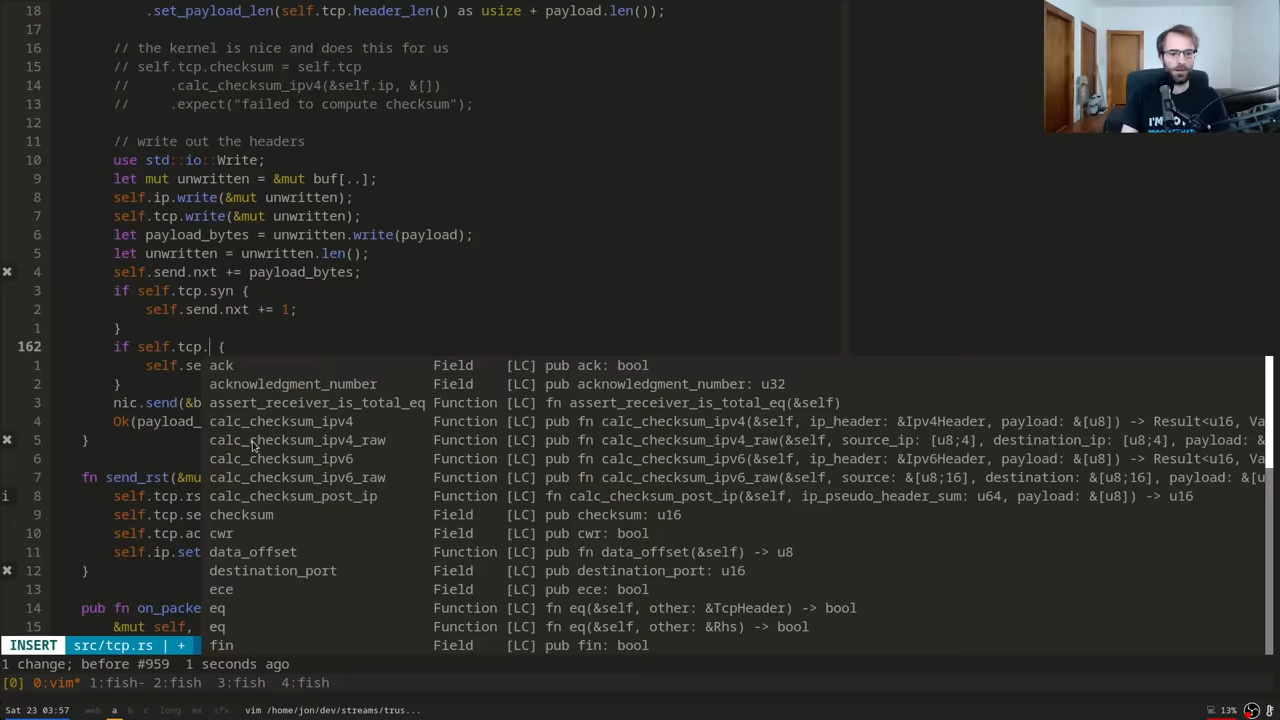 18 .set_payload_len(self.tcp.header_len() as usize + payload.len());
17
16 // the kernel is nice and does this for us
15 // self.tcp.checksum = self.tcp
14 // .calc_checksum_ipv4(&self.ip, &[])
13 // .expect("failed to compute checksum");
12
11 // write out the headers
10 use std::io::Write;
9 let mut unwritten = &mut buf[..];
8 self.ip.write(&mut unwritten);
7 self.tcp.write(&mut unwritten);
6 let payload_bytes = unwritten.write(payload);
5 let unwritten = unwritten.len();
✖ 4 self.send.nxt += payload_bytes;
3 if self.tcp.syn {
2 self.send.nxt += 1;
1 }
162 if self.tcp. {
1 self.se ack Field [LC] pub ack: bool
2 } acknowledgment_number Field [LC] pub acknowledgment_number: u32
3 nic.send(&b assert_receiver_is_total_eq Function [LC] fn assert_receiver_is_total_eq(&self)
4 Ok(payload_ calc_checksum_ipv4 Function [LC] pub fn calc_checksum_ipv4(&self, ip_header: &Ipv4Header, payload: &[u8]) -> Result<u16, Va
✖ 5 } calc_checksum_ipv4_raw Function [LC] pub fn calc_checksum_ipv4_raw(&self, source_ip: [u8;4], destination_ip: [u8;4], payload: &
6 calc_checksum_ipv6 Function [LC] pub fn calc_checksum_ipv6(&self, ip_header: &Ipv6Header, payload: &[u8]) -> Result<u16, Va
7 fn send_rst(&mu calc_checksum_ipv6_raw Function [LC] pub fn calc_checksum_ipv6_raw(&self, source: [u8;16], destination: [u8;16], payload: &[u
i 8 self.tcp.rs calc_checksum_post_ip Function [LC] fn calc_checksum_post_ip(&self, ip_pseudo_header_sum: u64, payload: &[u8]) -> u16
9 self.tcp.se checksum Field [LC] pub checksum: u16
10 self.tcp.ac cwr Field [LC] pub cwr: bool
11 self.ip.set data_offset Function [LC] pub fn data_offset(&self) -> u8
✖ 12 } destination_port Field [LC] pub destination_port: u16
13 ece Field [LC] pub ece: bool
14 pub fn on_packe eq Function [LC] fn eq(&self, other: &TcpHeader) -> bool
15 &mut self, eq Function [LC] fn eq(&self, other: &Rhs) -> bool
INSERT src/tcp.rs | + fin Field [LC] pub fin: bool
1 change; before #959 1 seconds ago
[0] 0:vim* 1:fish- 2:fish 3:fish 4:fish
Sat 23 03:57 web a b c long mx sfx vim /home/jon/dev/streams/trus... 13%